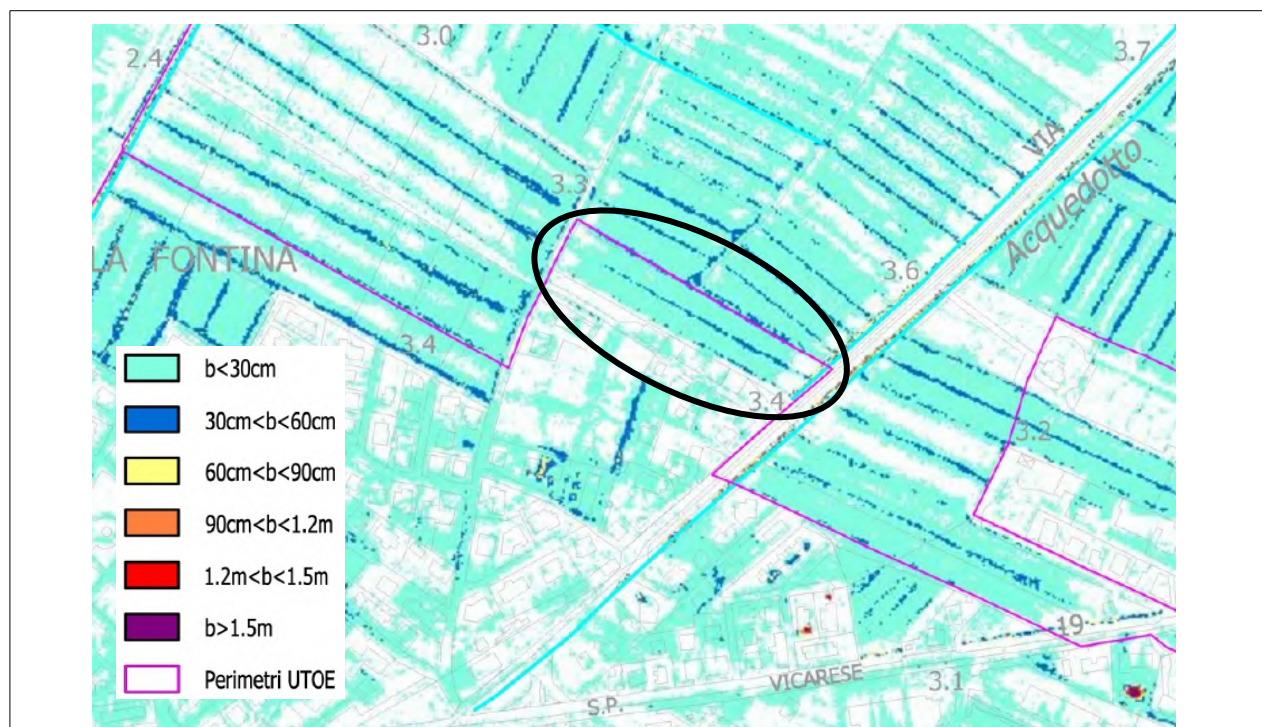 3.0
3.7
2.4
VIA
Acquedotto
3.3
LA FONTINA
3.6
3.4
3.4
3.2
b<30cm
30cm<b<60cm
60cm<b<90cm
90cm<b<1.2m
1.2m<b<1.5m
b>1.5m
Perimetri UTOE
19
S.P. VICARESE
3.1